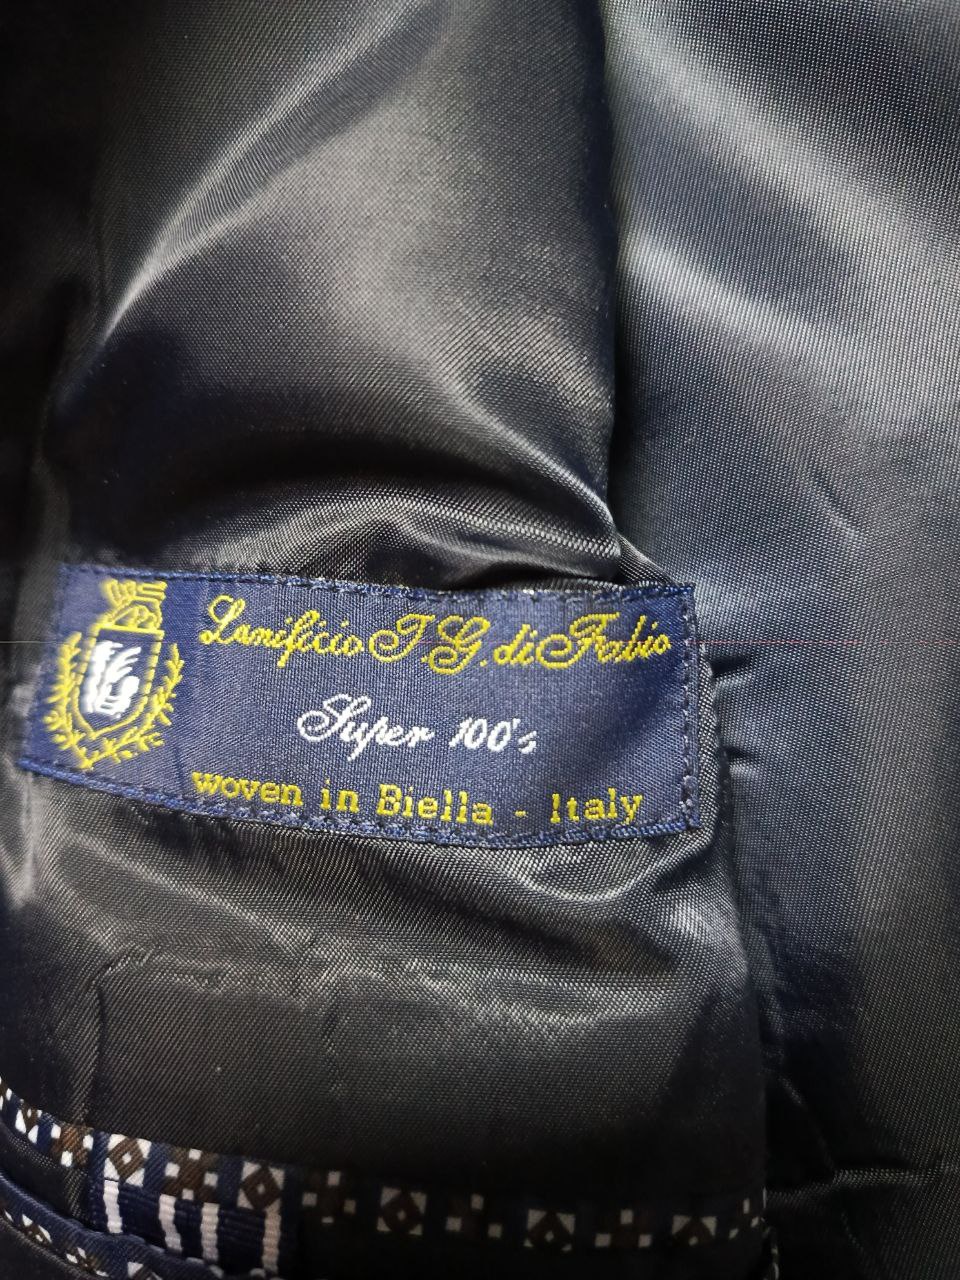 Lanificio T.G. di Fabio
Super 100's
woven in Biella - Italy